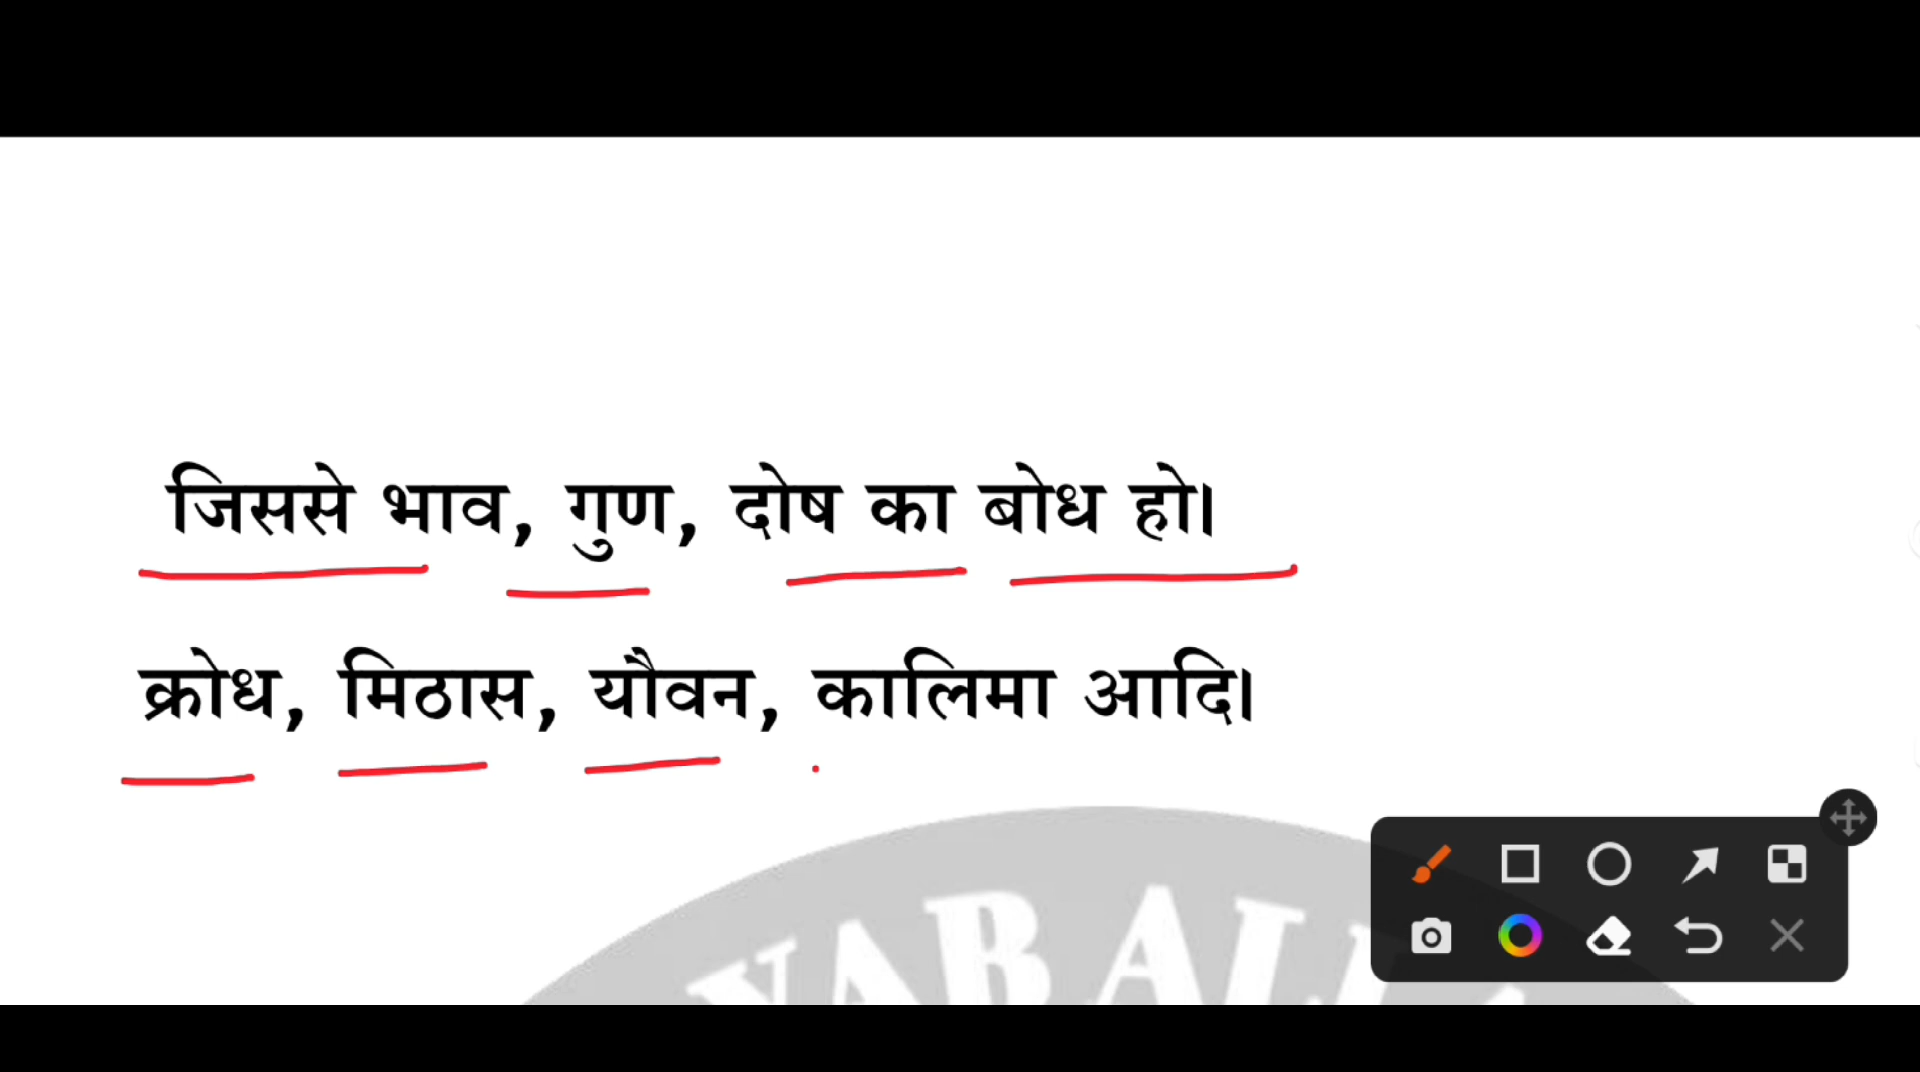 जिससे भाव, गुण, दोष का बोध हो।
क्रोध, मिठास, यौवन, कालिमा आदि।